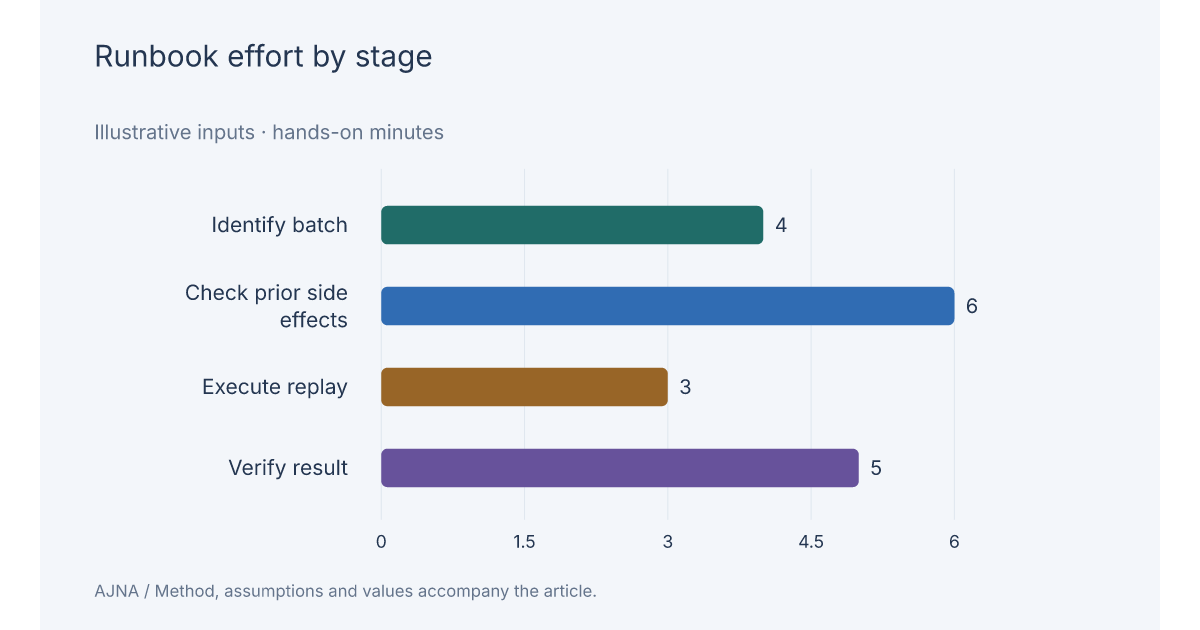 Runbook effort by stage
Illustrative inputs · hands-on minutes
Identify batch
4
Check prior side
effects
6
Execute replay
3
Verify result
5
0
1.5
3
4.5
6
AJNA / Method, assumptions and values accompany the article.